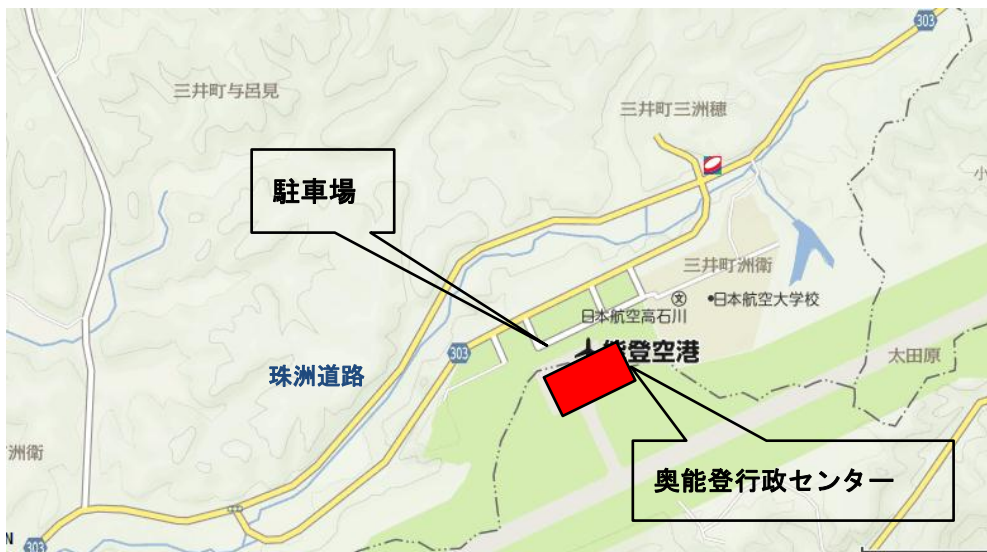 303
三井町与呂見
三井町三洲穂
駐車場
小
三井町洲衛
文
日本航空大学校
日本航空高石川
303
能登空港
太田原
珠洲道路
洲衛
奥能登行政センター
N
303